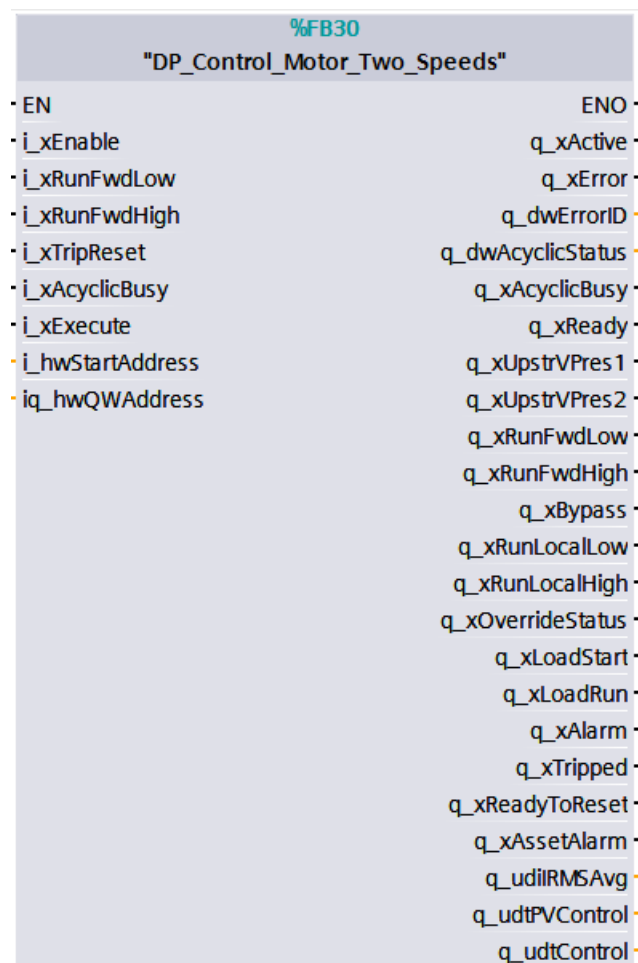 %FB30
"DP_Control_Motor_Two_Speeds"
EN ENO
i_xEnable q_xActive
i_xRunFwdLow q_xError
i_xRunFwdHigh q_dwErrorID
i_xTripReset q_dwAcyclicStatus
i_xAcyclicBusy q_xAcyclicBusy
i_xExecute q_xReady
i_hwStartAddress q_xUpstrVPres1
iq_hwQWAddress q_xUpstrVPres2
q_xRunFwdLow
q_xRunFwdHigh
q_xBypass
q_xRunLocalLow
q_xRunLocalHigh
q_xOverrideStatus
q_xLoadStart
q_xLoadRun
q_xAlarm
q_xTripped
q_xReadyToReset
q_xAssetAlarm
q_udiIRMSAvg
q_udtPVControl
q_udtControl